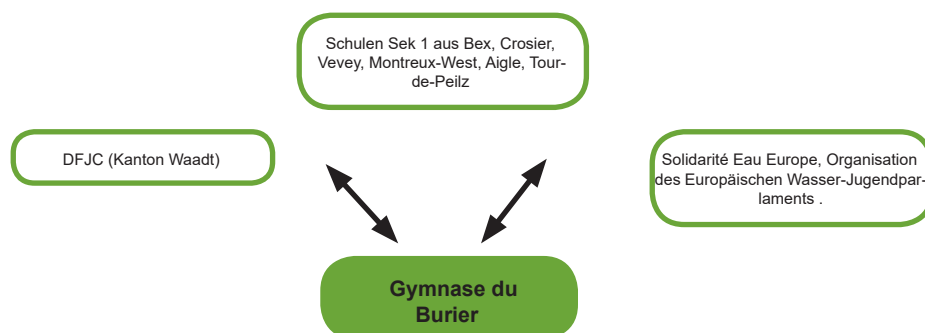 Schulen Sek 1 aus Bex, Crosier,
Vevey, Montreux-West, Aigle, Tour-
de-Peilz
DFJC (Kanton Waadt)
Solidarité Eau Europe, Organisation
des Europäischen Wasser-Jugendpar-
laments .
Gymnase du
Burier